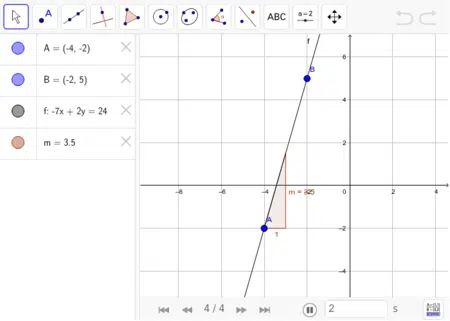 A
ABC
a=2
A = (-4, -2)
B = (-2, 5)
f: -7x + 2y = 24
m = 3.5
f
6
B
4
2
-8
-6
-4
-2
0
2
4
m = 3.5
A
-2
1
-4
4 / 4
2
s